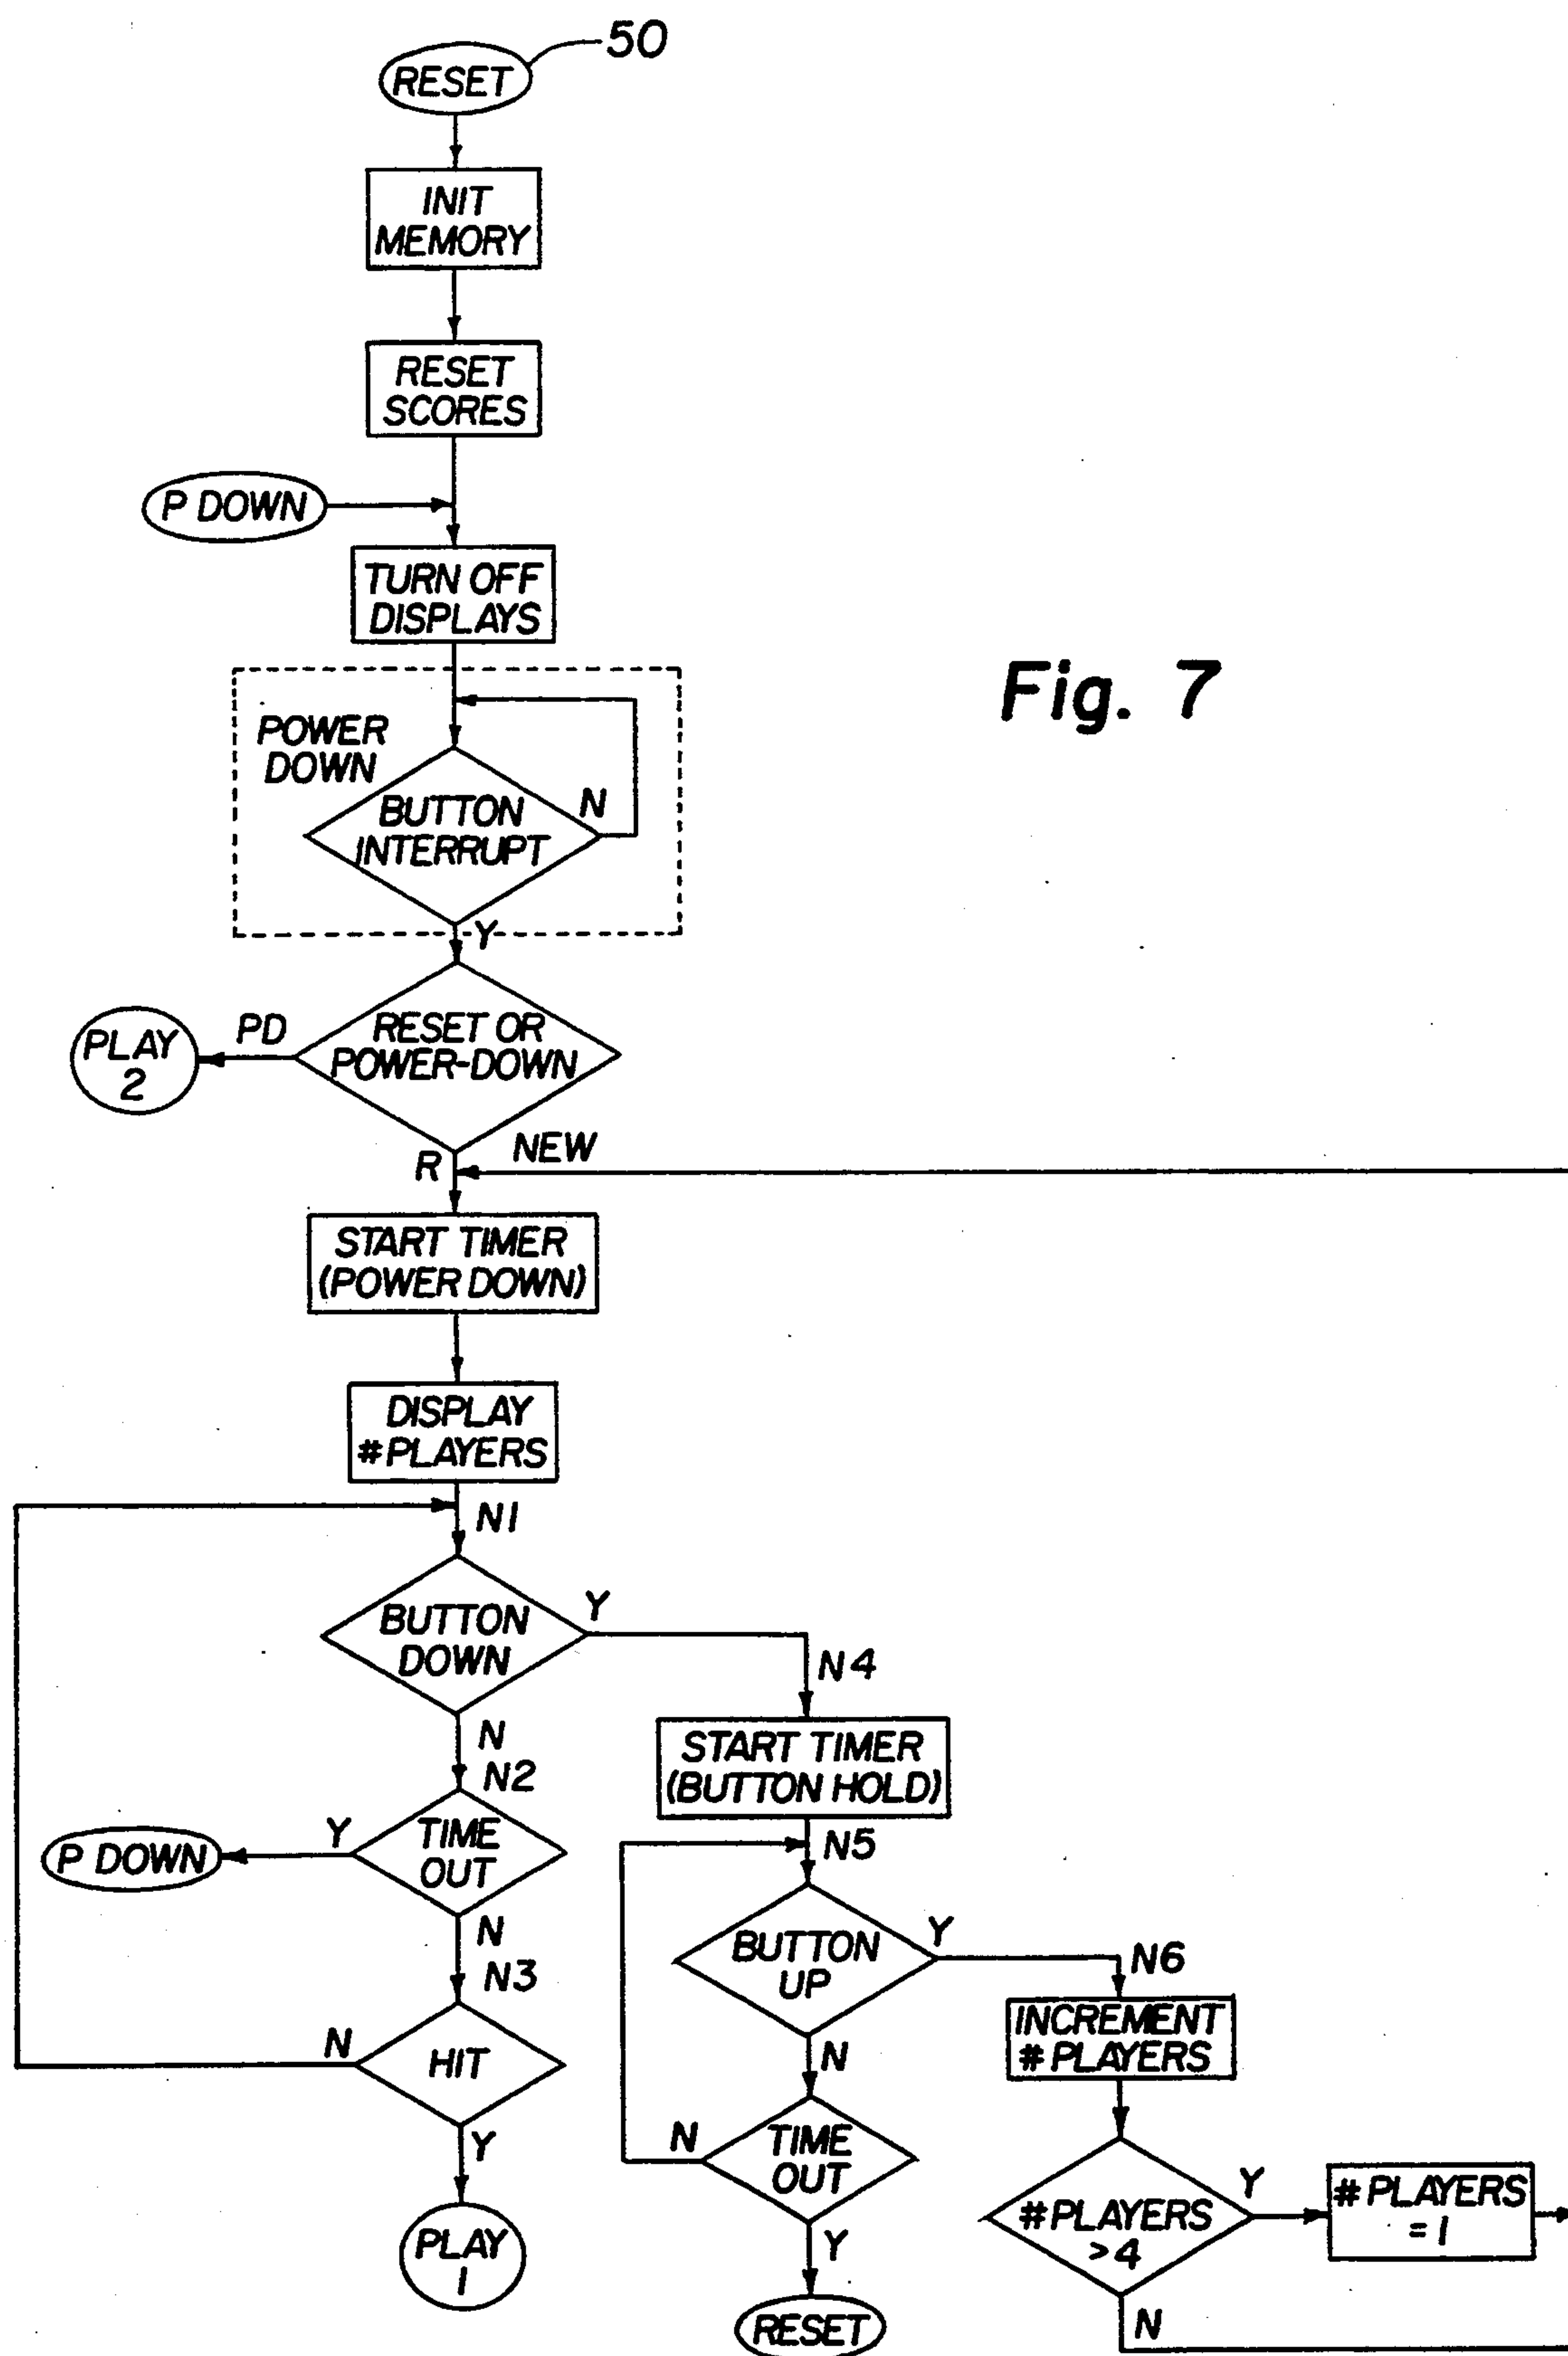 50
RESET
INIT
MEMORY
RESET
SCORES
P DOWN
TURN OFF
DISPLAYS
Fig. 7
POWER
DOWN
BUTTON
INTERRUPT
N
Y
RESET OR
POWER-DOWN
PD
PLAY
2
R
NEW
START TIMER
(POWER DOWN)
DISPLAY
# PLAYERS
N1
BUTTON
DOWN
Y
N4
N
N2
START TIMER
(BUTTON HOLD)
TIME
OUT
Y
P DOWN
N5
N
N3
BUTTON
UP
Y
N6
INCREMENT
# PLAYERS
HIT
N
N
Y
TIME
OUT
N
PLAY
1
Y
RESET
# PLAYERS
>4
Y
# PLAYERS
= 1
N